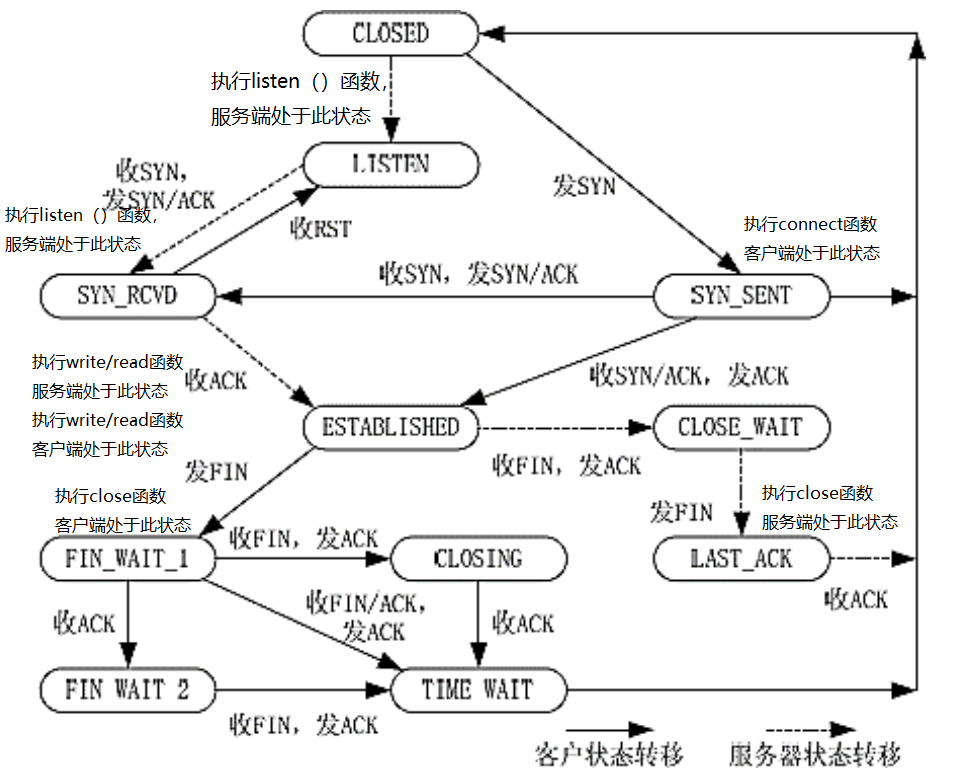 CLOSED
执行listen（）函数，
服务端处于此状态
LISTEN
收SYN，
发SYN/ACK
发SYN
执行listen（）函数，
服务端处于此状态
收RST
执行connect函数
客户端处于此状态
SYN_RCVD
收SYN，发SYN/ACK
SYN_SENT
执行write/read函数
服务端处于此状态
执行write/read函数
客户端处于此状态
收ACK
收SYN/ACK，发ACK
ESTABLISHED
CLOSE_WAIT
发FIN
收FIN，发ACK
执行close函数
客户端处于此状态
发FIN
执行close函数
服务端处于此状态
FIN_WAIT_1
收FIN，发ACK
CLOSING
LAST_ACK
收ACK
收FIN/ACK，
发ACK
收ACK
收ACK
FIN WAIT 2
收FIN，发ACK
TIME WAIT
客户状态转移
服务器状态转移